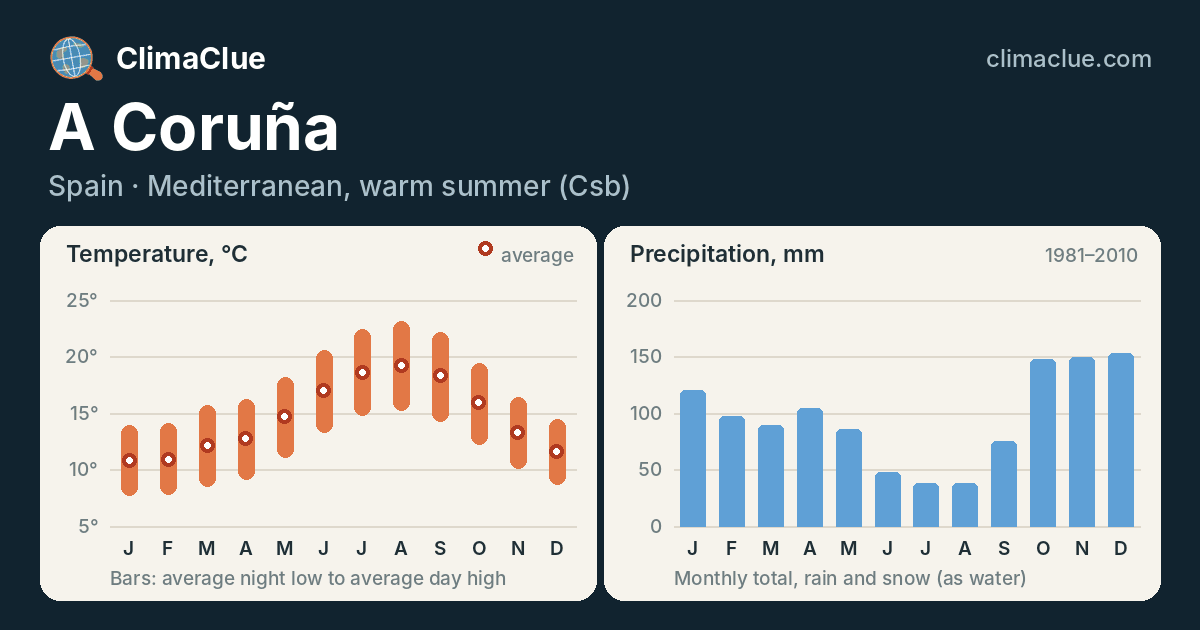 ClimaClue
climaclue.com
A Coruña
Spain · Mediterranean, warm summer (Csb)
Temperature, °C
average
25°
20°
15°
10°
5°
J F M A M J J A S O N D
Bars: average night low to average day high
Precipitation, mm
1981–2010
200
150
100
50
0
J F M A M J J A S O N D
Monthly total, rain and snow (as water)